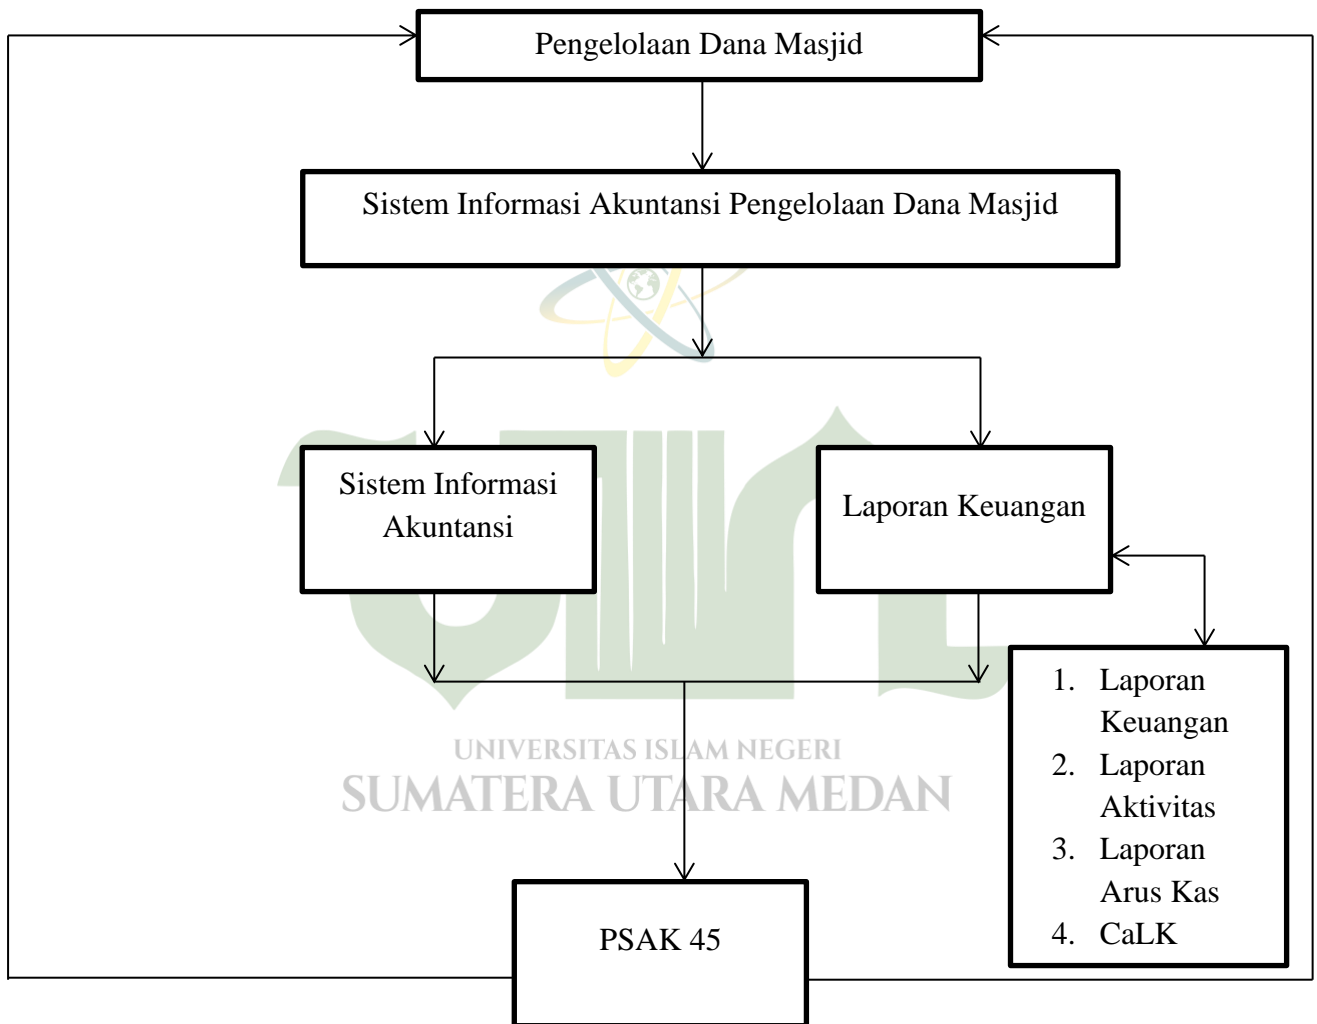 Pengelolaan Dana Masjid
Sistem Informasi Akuntansi Pengelolaan Dana Masjid
Sistem Informasi
Akuntansi
Laporan Keuangan
1. Laporan
Keuangan
2. Laporan
Aktivitas
3. Laporan
Arus Kas
4. CaLK
UNIVERSITAS ISLAM NEGERI
SUMATERA UTARA MEDAN
PSAK 45